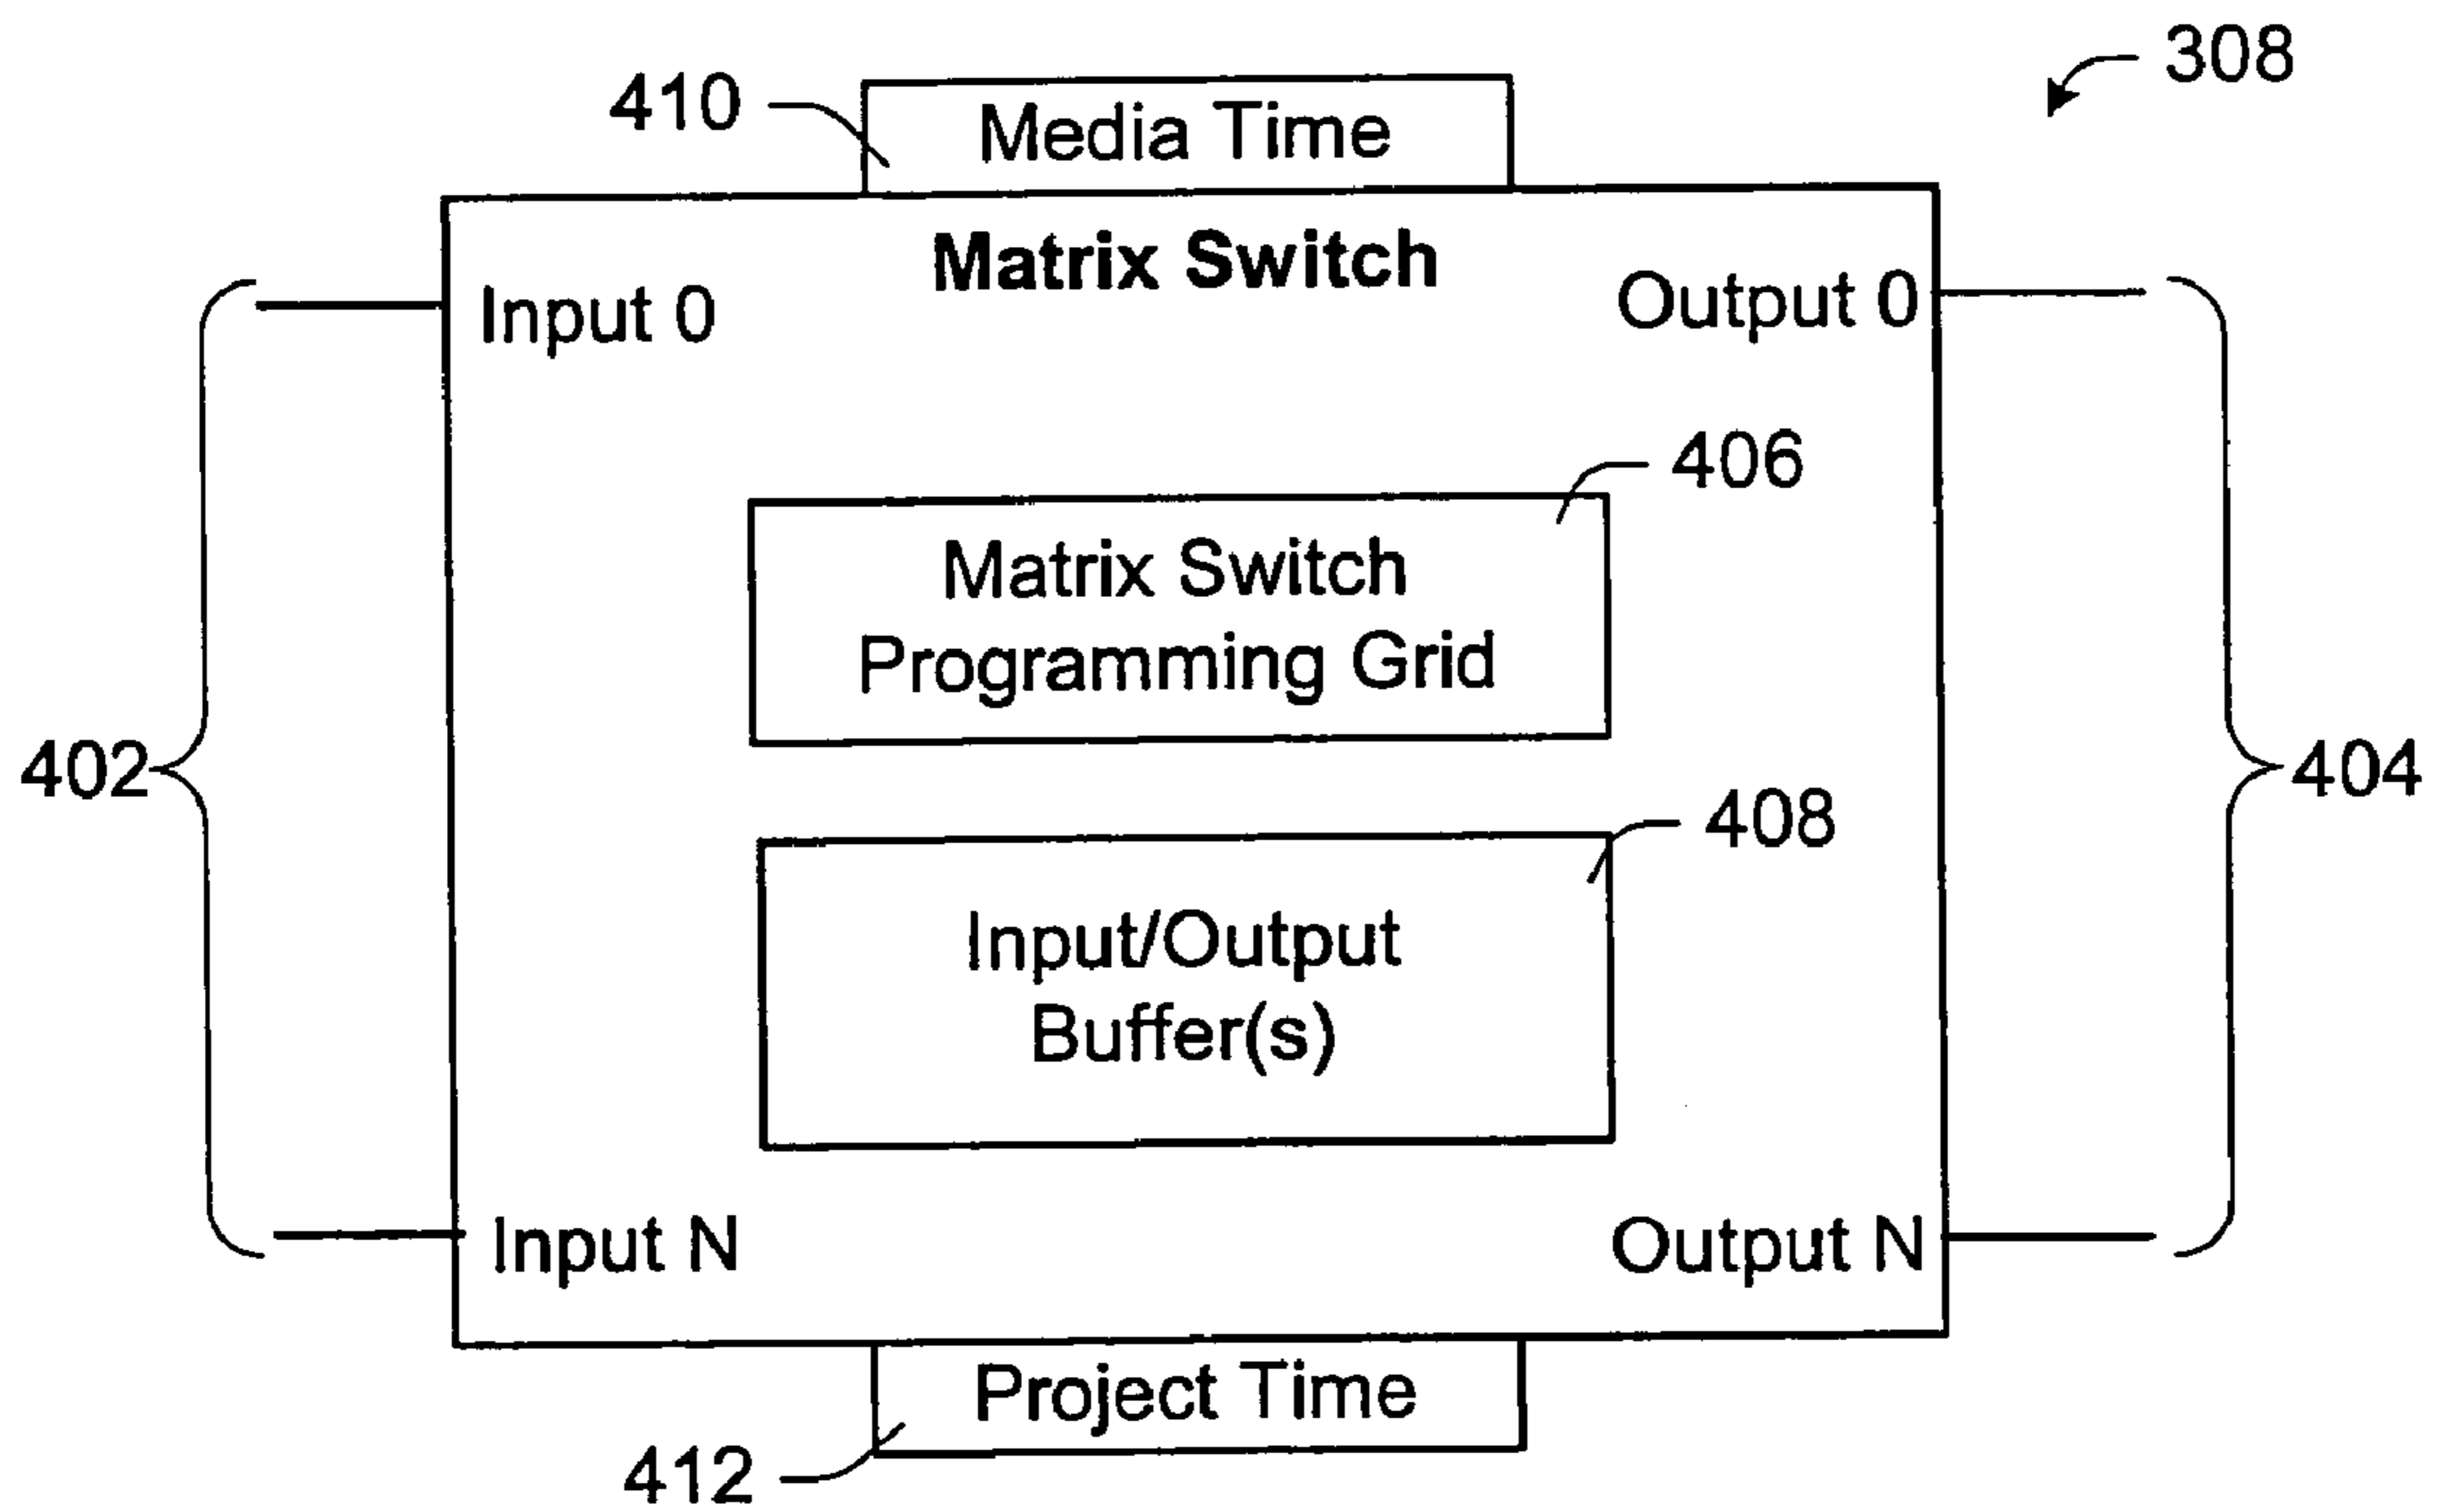 308
410
Media Time
Matrix Switch
Input 0
Output 0
406
Matrix Switch
Programming Grid
402
404
408
Input/Output
Buffer(s)
Input N
Output N
Project Time
412